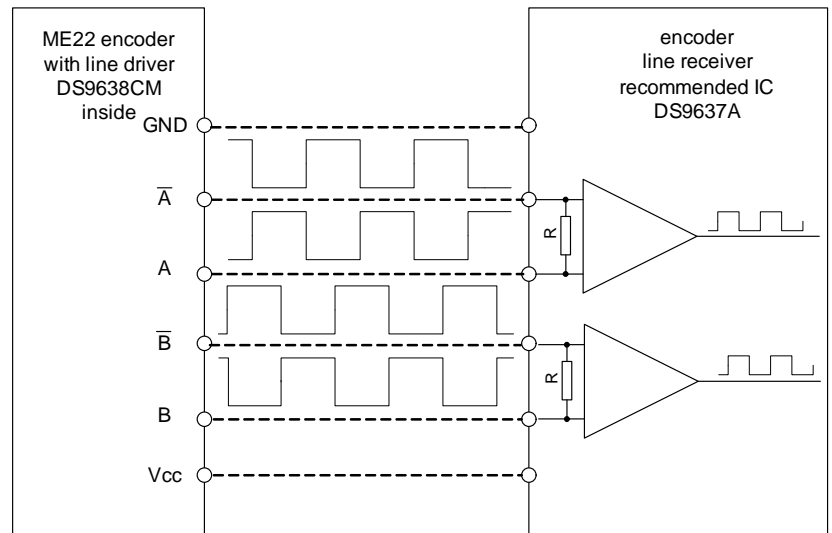 ME22 encoder
with line driver
DS9638CM
inside
GND
A̅
A
B̅
B
Vcc
encoder
line receiver
recommended IC
DS9637A
R
R